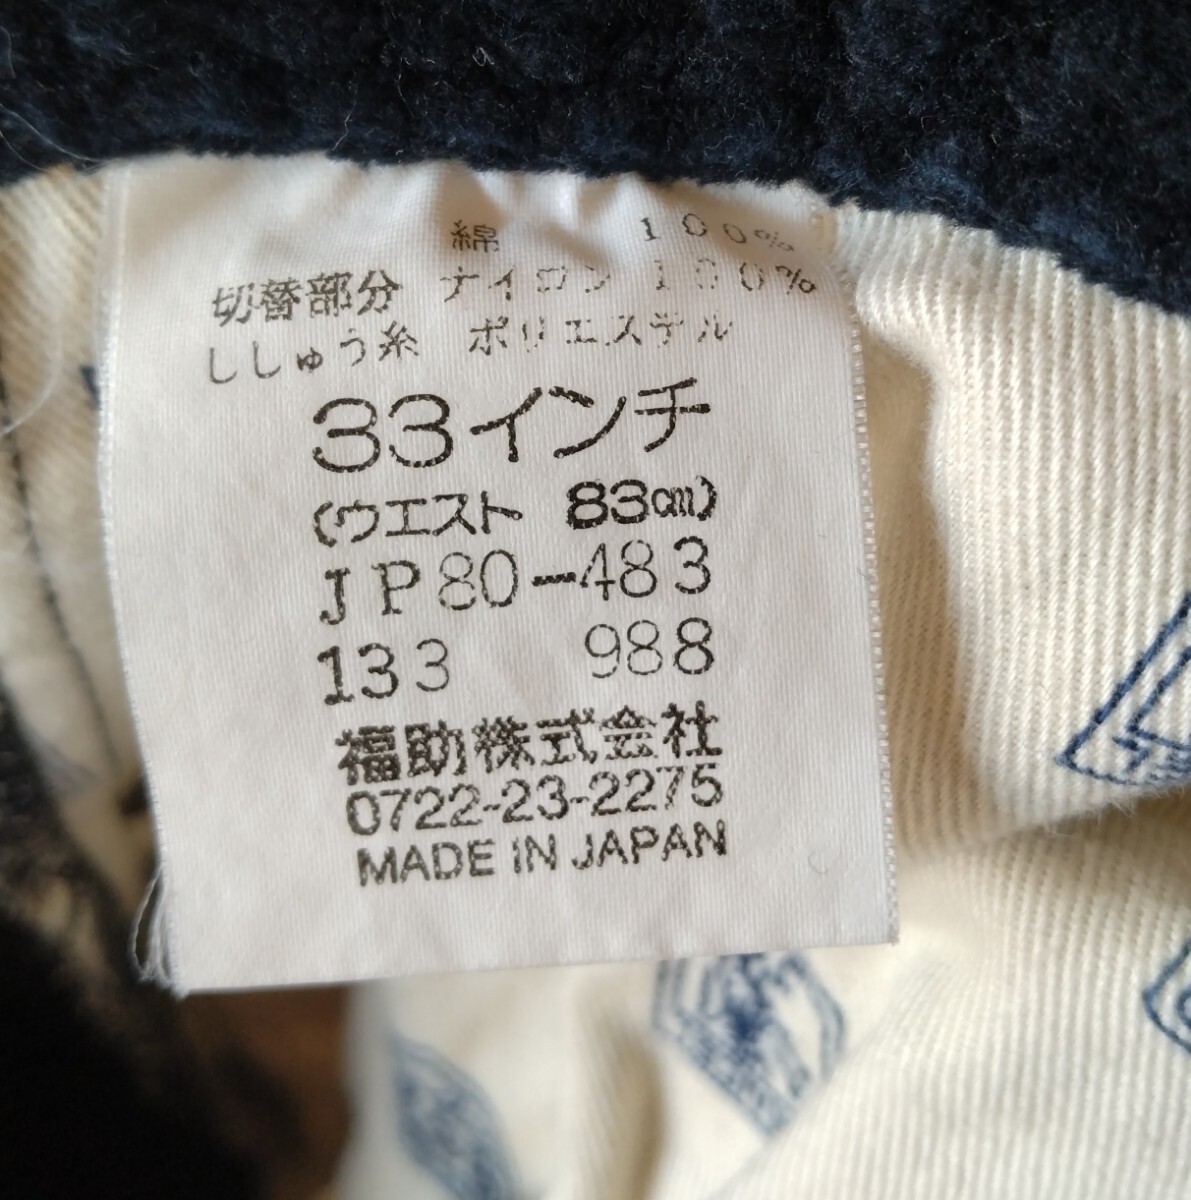 綿 100%
切替部分 ナイロン 100%
ししゅう糸 ポリエステル
33インチ
(ウエスト 83cm)
JP80-483
133 988
福助株式会社
0722-23-2275
MADE IN JAPAN